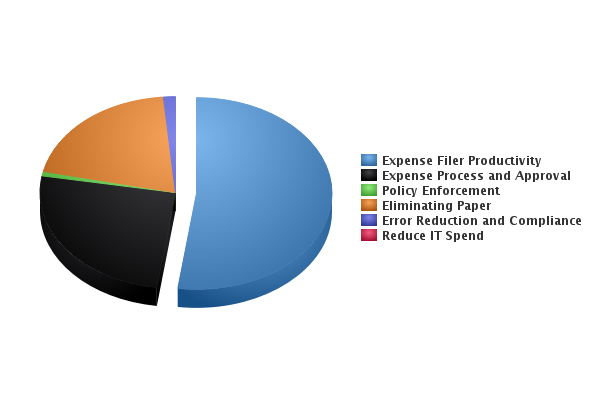 Expense Filer Productivity
Expense Process and Approval
Policy Enforcement
Eliminating Paper
Error Reduction and Compliance
Reduce IT Spend